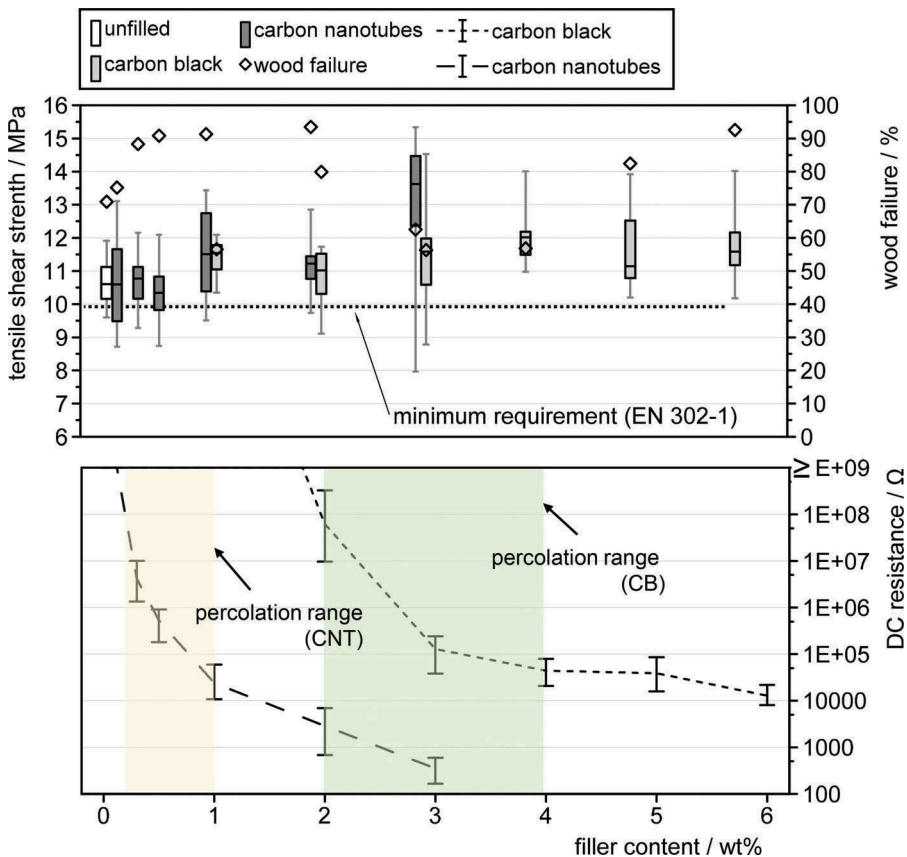 unfilled
carbon nanotubes
carbon black
carbon black
wood failure
carbon nanotubes
tensile shear strenth / MPa
16
15
14
13
12
11
10
9
8
7
6
100
90
80
70
60
50
40
30
20
10
0
wood failure / %
minimum requirement (EN 302-1)
≥ E+09
1E+08
1E+07
1E+06
1E+05
10000
1000
100
DC resistance / Ω
percolation range
(CNT)
percolation range
(CB)
0 1 2 3 4 5 6
filler content / wt%